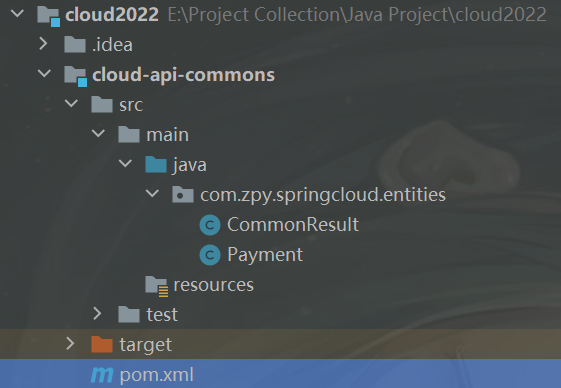 cloud2022 E:\Project Collection\Java Project\cloud2022
.idea
cloud-api-commons
src
main
java
com.zpy.springcloud.entities
C CommonResult
C Payment
resources
test
target
m pom.xml